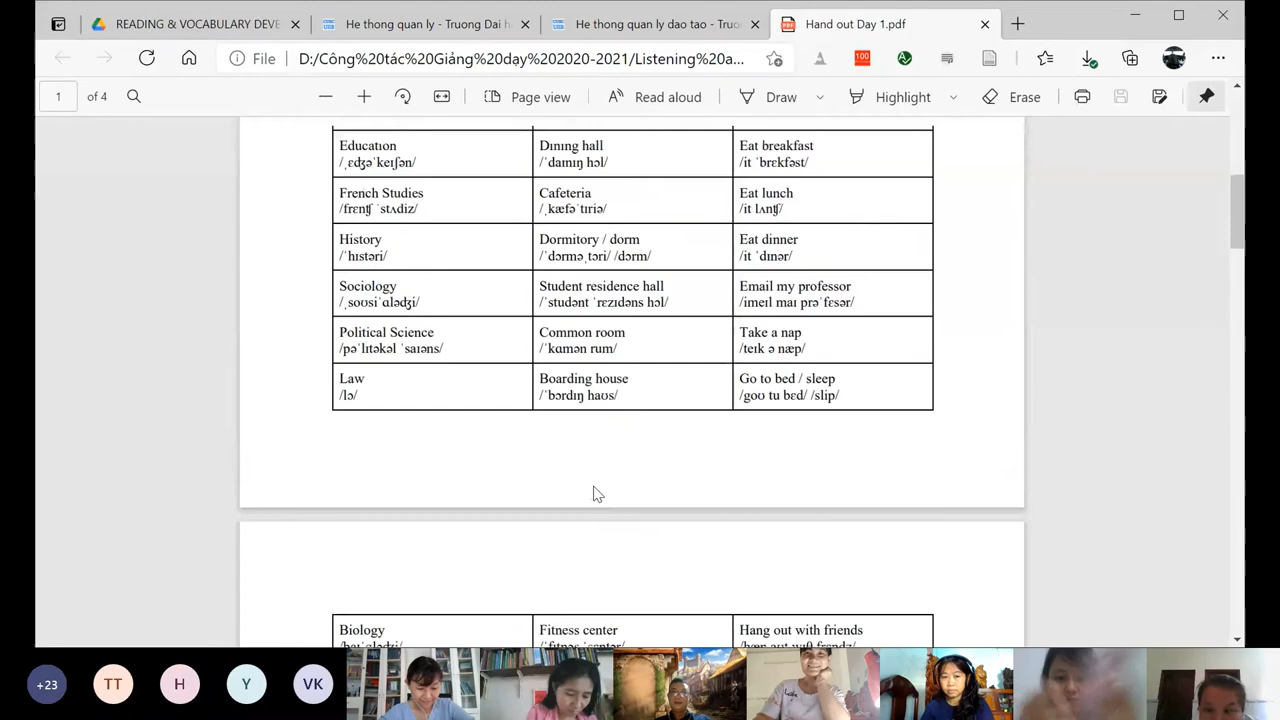 READING & VOCABULARY DEVE
He thong quan ly - Truong Dai h
He thong quan ly dao tao - Truong
Hand out Day 1.pdf
File
D:/Công%20tác%20Giảng%20dạy%202020-2021/Listening%20a...
100
1
of 4
Page view
Read aloud
Draw
Highlight
Erase
Education
/ˌɛdʒəˈkeɪʃən/
Dining hall
/ˈdaɪnɪŋ hɔl/
Eat breakfast
/it ˈbrɛkfəst/
French Studies
/frɛnʧ ˈstʌdiz/
Cafeteria
/ˌkæfəˈtɪriə/
Eat lunch
/it lʌnʧ/
History
/ˈhɪstəri/
Dormitory / dorm
/ˈdɔrməˌtɔri/ /dɔrm/
Eat dinner
/it ˈdɪnər/
Sociology
/ˌsoʊsiˈɑləʤi/
Student residence hall
/ˈstudənt ˈrɛzɪdəns hɔl/
Email my professor
/imeɪl maɪ prəˈfɛsər/
Political Science
/pəˈlɪtəkəl ˈsaɪəns/
Common room
/ˈkɑmən rum/
Take a nap
/teɪk ə næp/
Law
/lɔ/
Boarding house
/ˈbɔrdɪŋ haʊs/
Go to bed / sleep
/goʊ tu bɛd/ /slip/
Biology
Fitness center
Hang out with friends
+23
TT
H
Y
VK